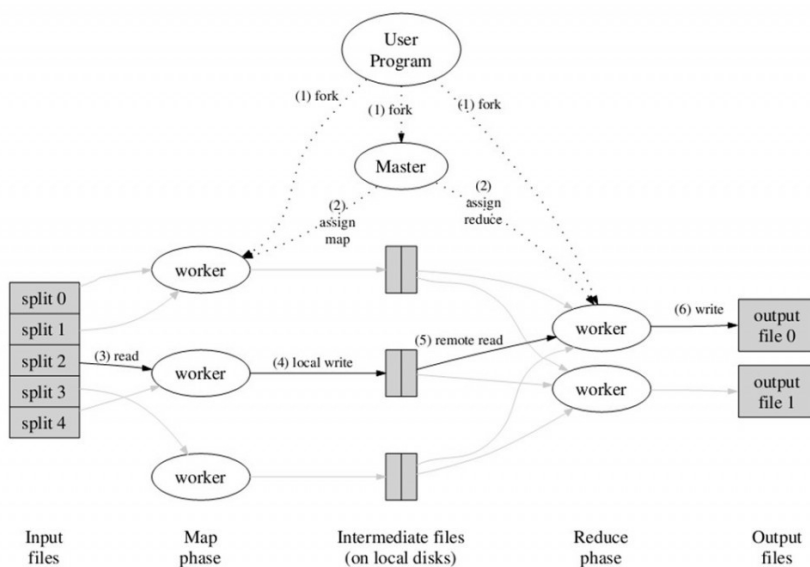 User
Program
(1) fork
(1) fork
(1) fork
Master
(2)
assign
map
(2)
assign
reduce
worker
split 0
split 1
split 2
split 3
split 4
(3) read
worker
(4) local write
(5) remote read
worker
(6) write
output
file 0
worker
output
file 1
worker
Input
files
Map
phase
Intermediate files
(on local disks)
Reduce
phase
Output
files